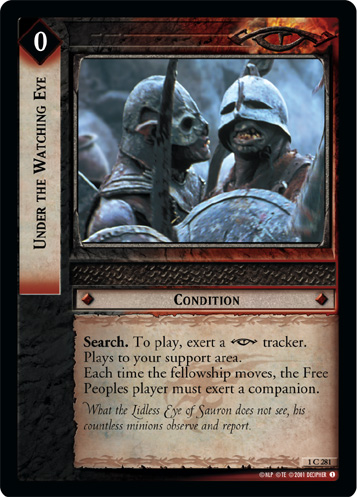 0
UNDER THE WATCHING EYE
CONDITION
Search. To play, exert a tracker.
Plays to your support area.
Each time the fellowship moves, the Free
Peoples player must exert a companion.
What the Lidless Eye of Sauron does not see, his
countless minions observe and report.
1 C 281
©NLP ©TE ©2001 DECIPHER